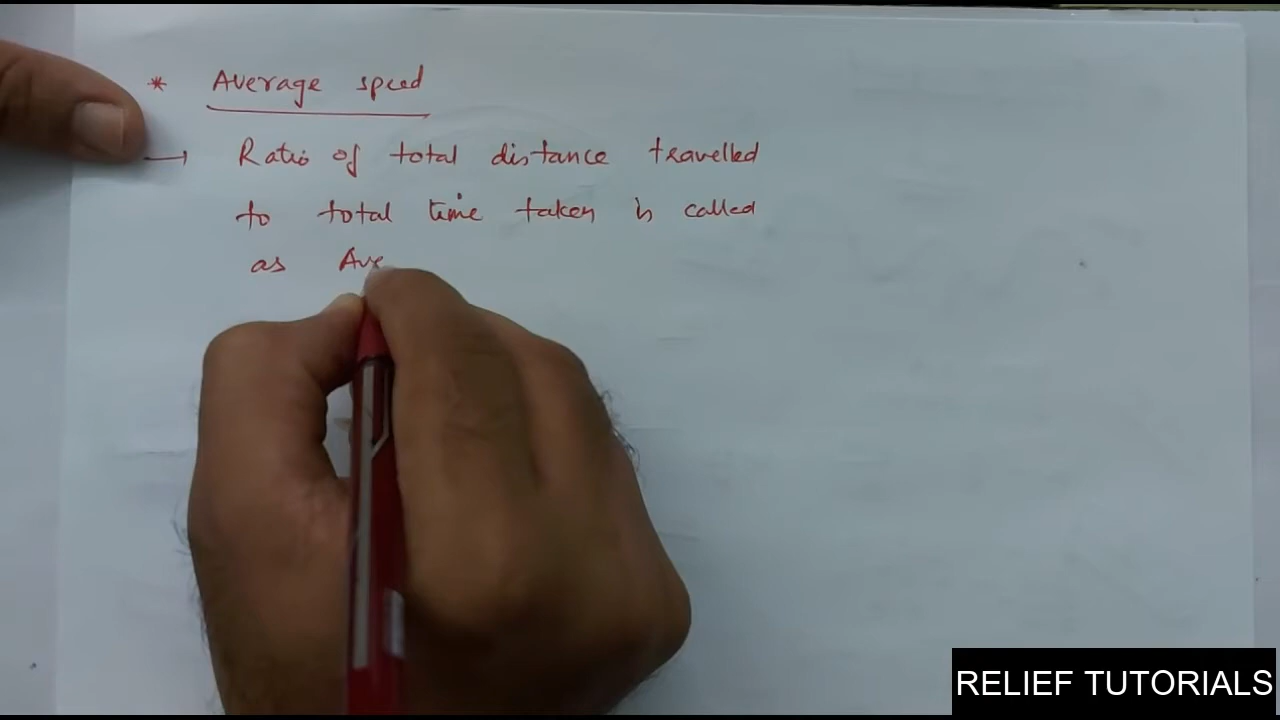 * Average speed
→ Ratio of total distance travelled
to total time taken is called
as Ave
RELIEF TUTORIALS